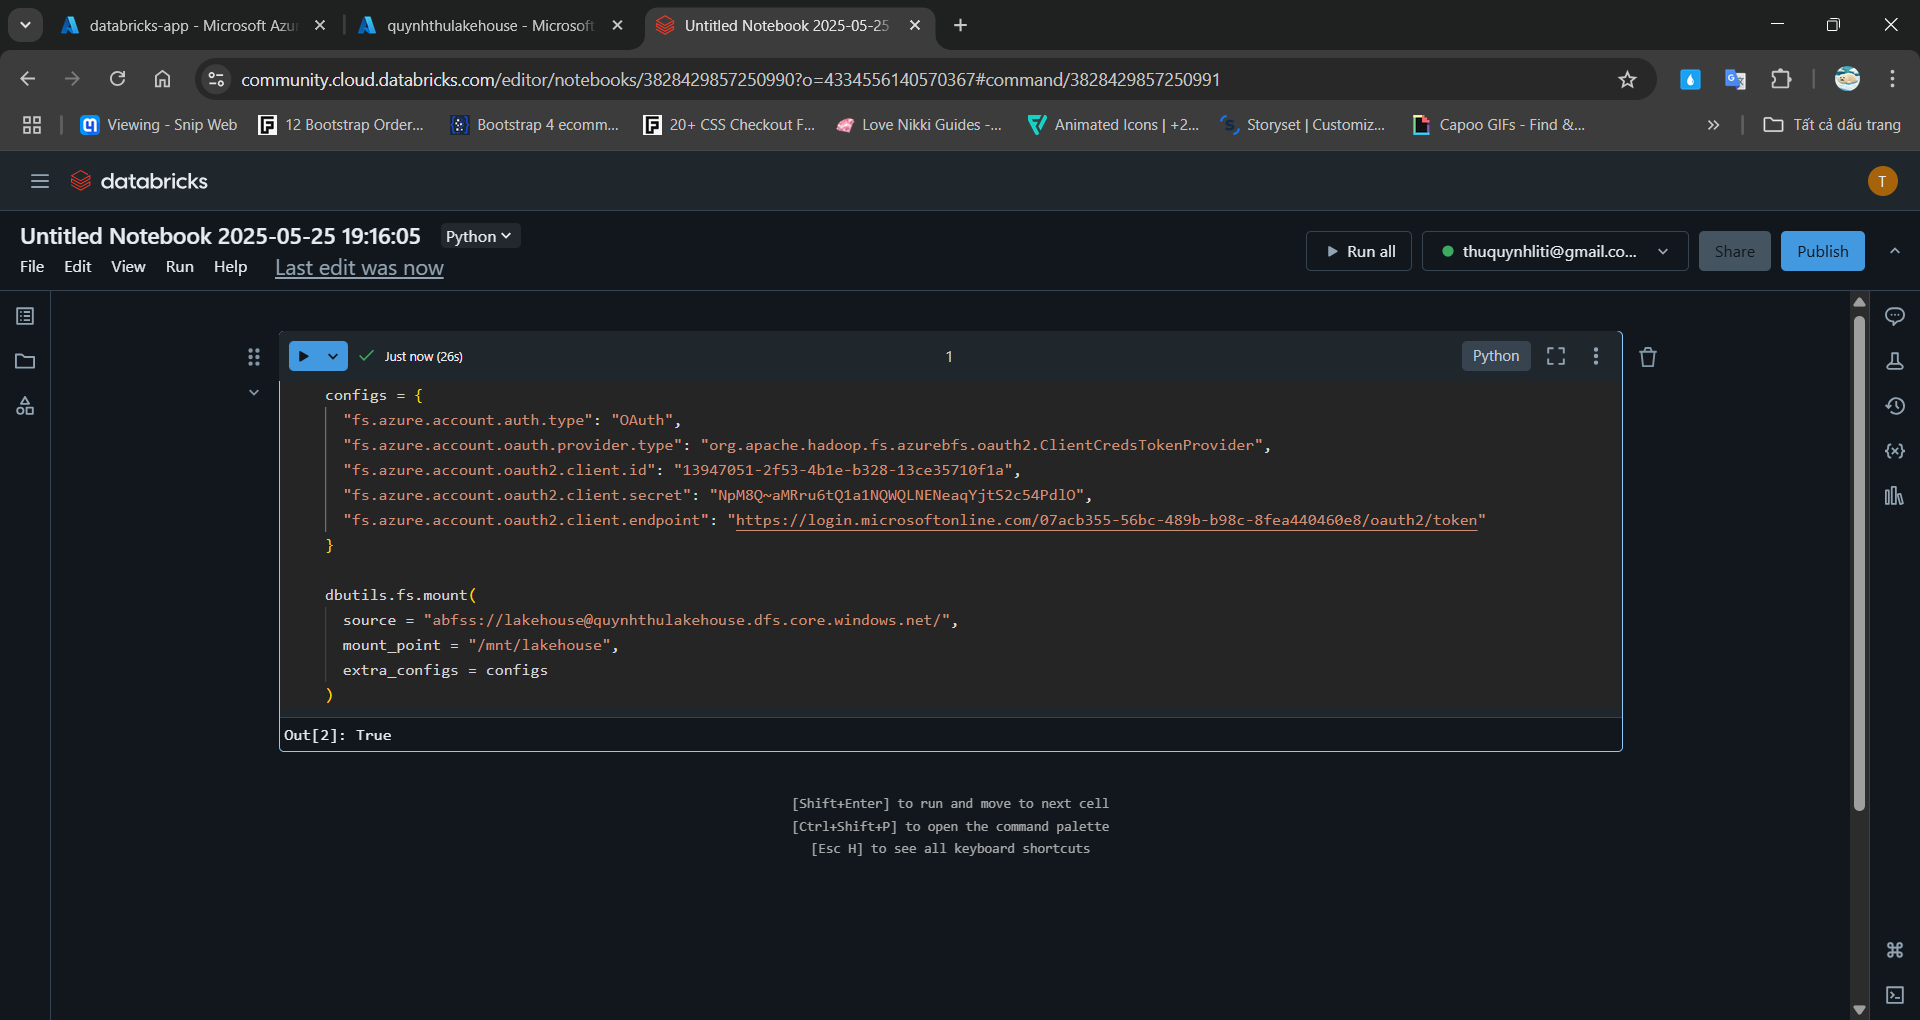 databricks-app - Microsoft Azu
quynhthulakehouse - Microsoft
Untitled Notebook 2025-05-25
community.cloud.databricks.com/editor/notebooks/3828429857250990?o=4334556140570367#command/3828429857250991
Viewing - Snip Web
12 Bootstrap Order...
Bootstrap 4 ecomm...
20+ CSS Checkout F...
Love Nikki Guides -...
Animated Icons | +2...
Storyset | Customiz...
Capoo GIFs - Find &...
Tất cả dấu trang
databricks
T
Untitled Notebook 2025-05-25 19:16:05
Python
File Edit View Run Help Last edit was now
Run all
thuquynhliti@gmail.co...
Share
Publish
Just now (26s)
1
Python
configs = {
"fs.azure.account.auth.type": "OAuth",
"fs.azure.account.oauth.provider.type": "org.apache.hadoop.fs.azurebfs.oauth2.ClientCredsTokenProvider",
"fs.azure.account.oauth2.client.id": "13947051-2f53-4b1e-b328-13ce35710f1a",
"fs.azure.account.oauth2.client.secret": "NpM8Q~aMRru6tQ1a1NQWQLNENeaqYjtS2c54PdlO",
"fs.azure.account.oauth2.client.endpoint": "https://login.microsoftonline.com/07acb355-56bc-489b-b98c-8fea440460e8/oauth2/token"
}
dbutils.fs.mount(
source = "abfss://lakehouse@quynhthulakehouse.dfs.core.windows.net/",
mount_point = "/mnt/lakehouse",
extra_configs = configs
)
Out[2]: True
[Shift+Enter] to run and move to next cell
[Ctrl+Shift+P] to open the command palette
[Esc H] to see all keyboard shortcuts